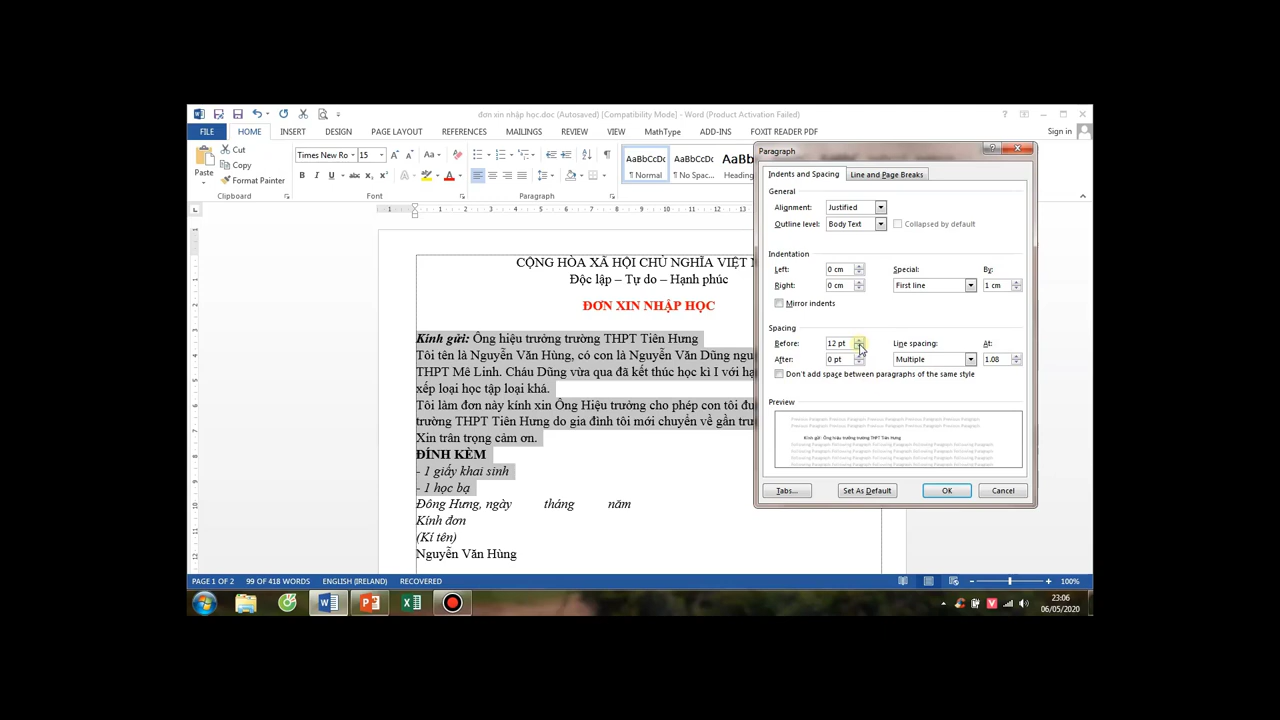 đơn xin nhập học.doc (Autosaved) [Compatibility Mode] - Word (Product Activation Failed)
FILE HOME INSERT DESIGN PAGE LAYOUT REFERENCES MAILINGS REVIEW VIEW MathType ADD-INS FOXIT READER PDF Sign in
Cut
Copy
Format Painter
Paste
Clipboard
Times New Ro 15
Font
Paragraph
AaBbCcDc AaBbCcDc AaBb
¶ Normal ¶ No Spac... Heading
CỘNG HÒA XÃ HỘI CHỦ NGHĨA VIỆT N
Độc lập – Tự do – Hạnh phúc
ĐƠN XIN NHẬP HỌC
Kính gửi: Ông hiệu trưởng trường THPT Tiên Hưng
Tôi tên là Nguyễn Văn Hùng, có con là Nguyễn Văn Dũng ngu
THPT Mê Linh. Cháu Dũng vừa qua đã kết thúc học kì I với hạ
xếp loại học tập loại khá.
Tôi làm đơn này kính xin Ông Hiệu trưởng cho phép con tôi đu
trường THPT Tiên Hưng do gia đình tôi mới chuyển về gần trư
Xin trân trọng cảm ơn.
ĐÍNH KÈM
- 1 giấy khai sinh
- 1 học bạ
Đông Hưng, ngày tháng năm
Kính đơn
(Kí tên)
Nguyễn Văn Hùng
Paragraph
Indents and Spacing Line and Page Breaks
General
Alignment: Justified
Outline level: Body Text Collapsed by default
Indentation
Left: 0 cm Special: By:
Right: 0 cm First line 1 cm
Mirror indents
Spacing
Before: 12 pt Line spacing: At:
After: 0 pt Multiple 1.08
Don't add space between paragraphs of the same style
Preview
Kính gửi: Ông hiệu trưởng trường THPT Tiên Hưng
Tabs... Set As Default OK Cancel
PAGE 1 OF 2 99 OF 418 WORDS ENGLISH (IRELAND) RECOVERED 100%
23:06
06/05/2020